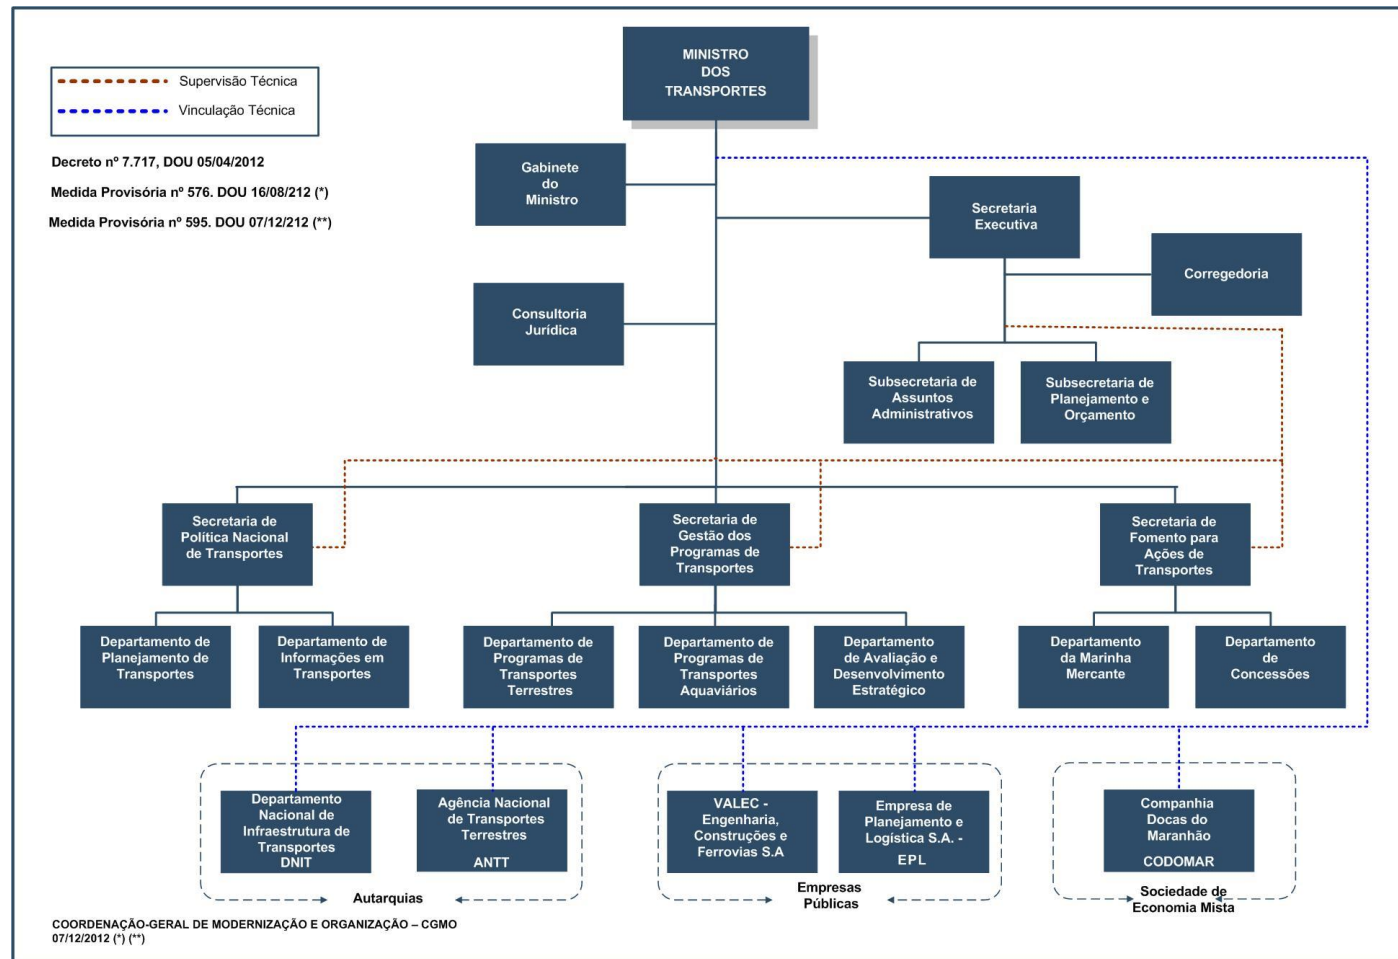 MINISTRO
DOS
TRANSPORTES
Supervisão Técnica
Vinculação Técnica
Decreto nº 7.717, DOU 05/04/2012
Medida Provisória nº 576. DOU 16/08/212 (*)
Medida Provisória nº 595. DOU 07/12/212 (**)
Gabinete
do
Ministro
Secretaria
Executiva
Corregedoria
Consultoria
Jurídica
Subsecretaria de
Assuntos
Administrativos
Subsecretaria de
Planejamento e
Orçamento
Secretaria de
Política Nacional
de Transportes
Secretaria de
Gestão dos
Programas de
Transportes
Secretaria de
Fomento para
Ações de
Transportes
Departamento de
Planejamento de
Transportes
Departamento de
Informações em
Transportes
Departamento de
Programas de
Transportes
Terrestres
Departamento de
Programas de
Transportes
Aquaviários
Departamento
de Avaliação e
Desenvolvimento
Estratégico
Departamento
da Marinha
Mercante
Departamento
de
Concessões
Departamento
Nacional de
Infraestrutura de
Transportes
DNIT
Agência Nacional
de Transportes
Terrestres
ANTT
VALEC -
Engenharia,
Construções e
Ferrovias S.A
Empresa de
Planejamento e
Logística S.A. -
EPL
Companhia
Docas do
Maranhão
CODOMAR
Autarquias
Empresas
Públicas
Sociedade de
Economia Mista
COORDENAÇÃO-GERAL DE MODERNIZAÇÃO E ORGANIZAÇÃO – CGMO
07/12/2012 (*) (**)